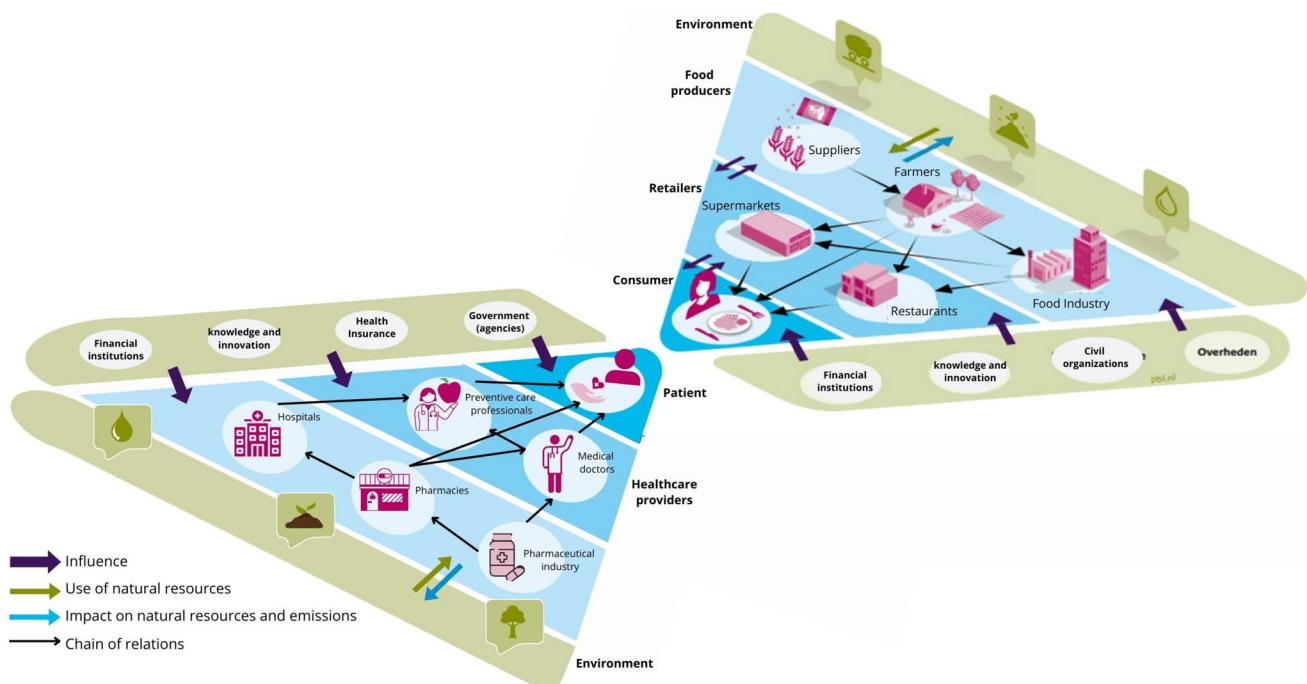 Environment
Food
producers
Suppliers
Farmers
Retailers
Supermarkets
Consumer
Restaurants
Food Industry
Financial
institutions
knowledge and
innovation
Civil
organizations
Overheden
pbl.nl
Financial
institutions
knowledge and
innovation
Health
Insurance
Government
(agencies)
Patient
Hospitals
Preventive care
professionals
Medical
doctors
Healthcare
providers
Pharmacies
Pharmaceutical
industry
Environment
Influence
Use of natural resources
Impact on natural resources and emissions
Chain of relations